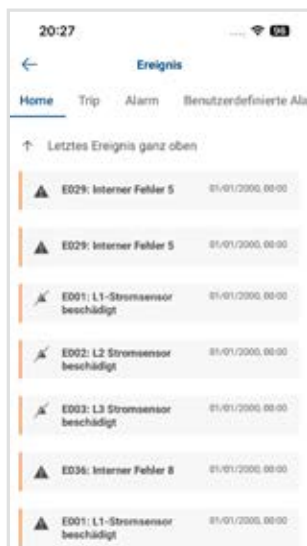 20:27
98
Ereignis
Home Trip Alarm Benutzerdefinierte Ala
Letztes Ereignis ganz oben
E029: Interner Fehler 5 01/01/2000, 00:00
E029: Interner Fehler 5 01/01/2000, 00:00
E001: L1-Stromsensor 01/01/2000, 00:00
beschädigt
E002: L2 Stromsensor 01/01/2000, 00:00
beschädigt
E003: L3 Stromsensor 01/01/2000, 00:00
beschädigt
E036: Interner Fehler 8 01/01/2000, 00:00
E001: L1-Stromsensor 01/01/2000, 00:00
beschädigt